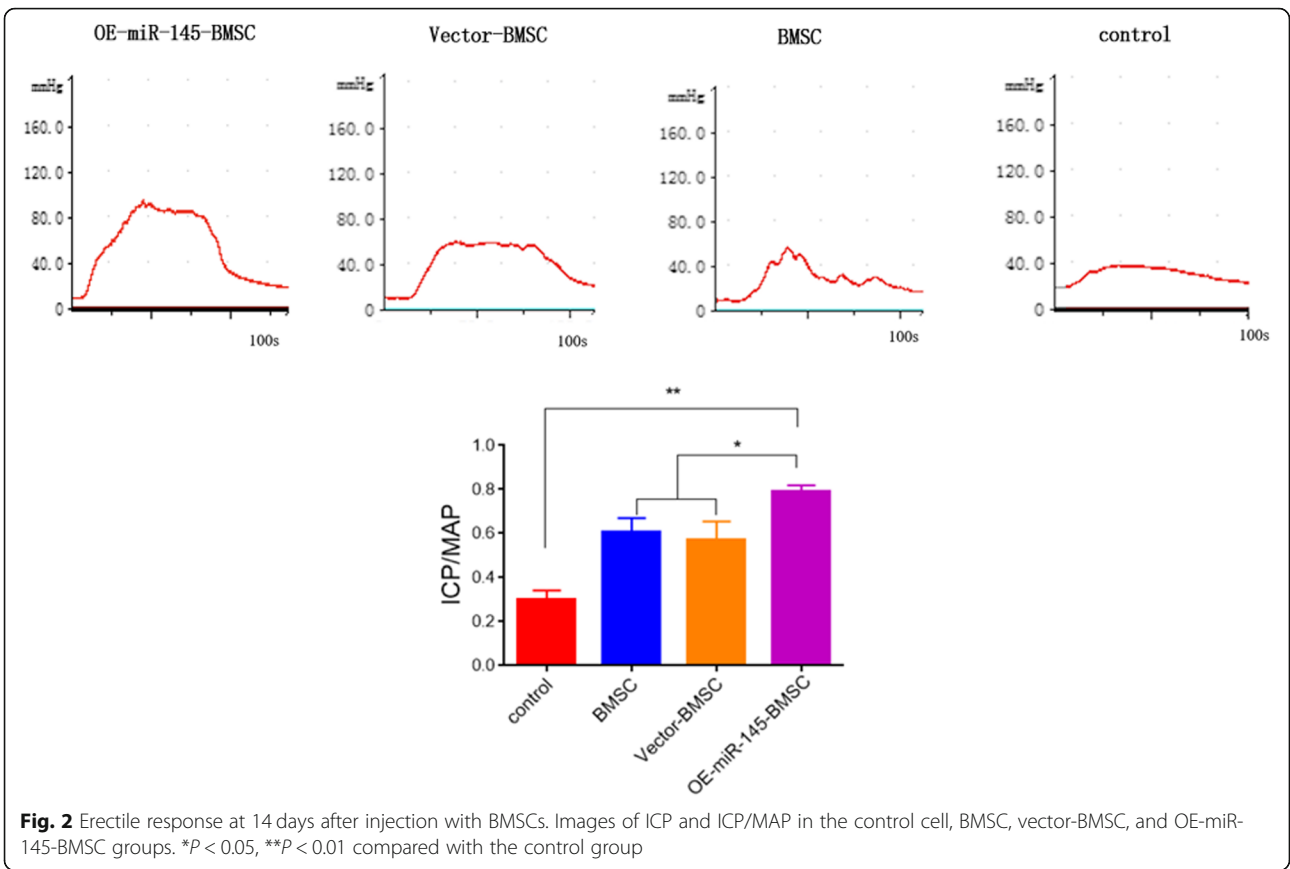 OE-miR-145-BMSC
Vector-BMSC
BMSC
control
mmHg
160.0
120.0
80.0
40.0
0
100s
mmHg
160.0
120.0
80.0
40.0
0
100s
mmHg
160.0
120.0
80.0
40.0
0
100s
mmHg
160.0
120.0
80.0
40.0
0
100s
**
*
ICP/MAP
1.0
0.8
0.6
0.4
0.2
0.0
control
BMSC
Vector-BMSC
OE-miR-145-BMSC
Fig. 2 Erectile response at 14 days after injection with BMSCs. Images of ICP and ICP/MAP in the control cell, BMSC, vector-BMSC, and OE-miR-
145-BMSC groups. *P < 0.05, **P < 0.01 compared with the control group